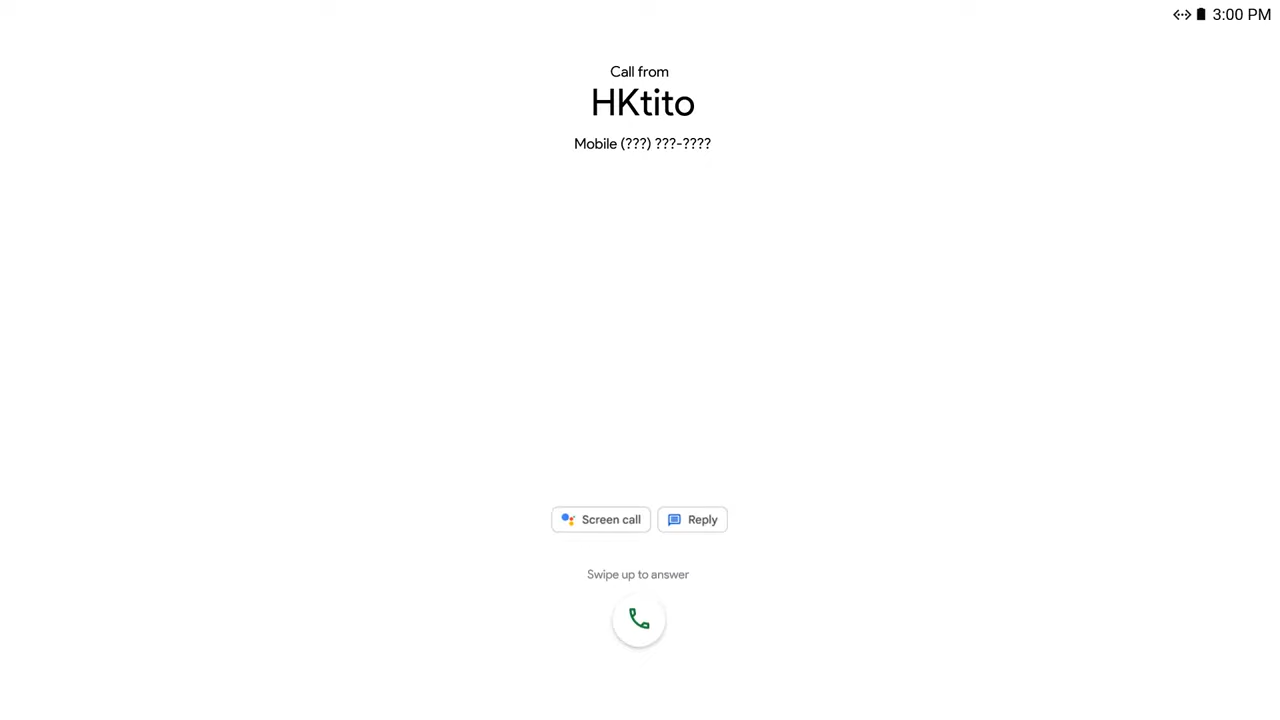 3:00 PM
Call from
HKtito
Mobile (???) ???-????
Screen call
Reply
Swipe up to answer